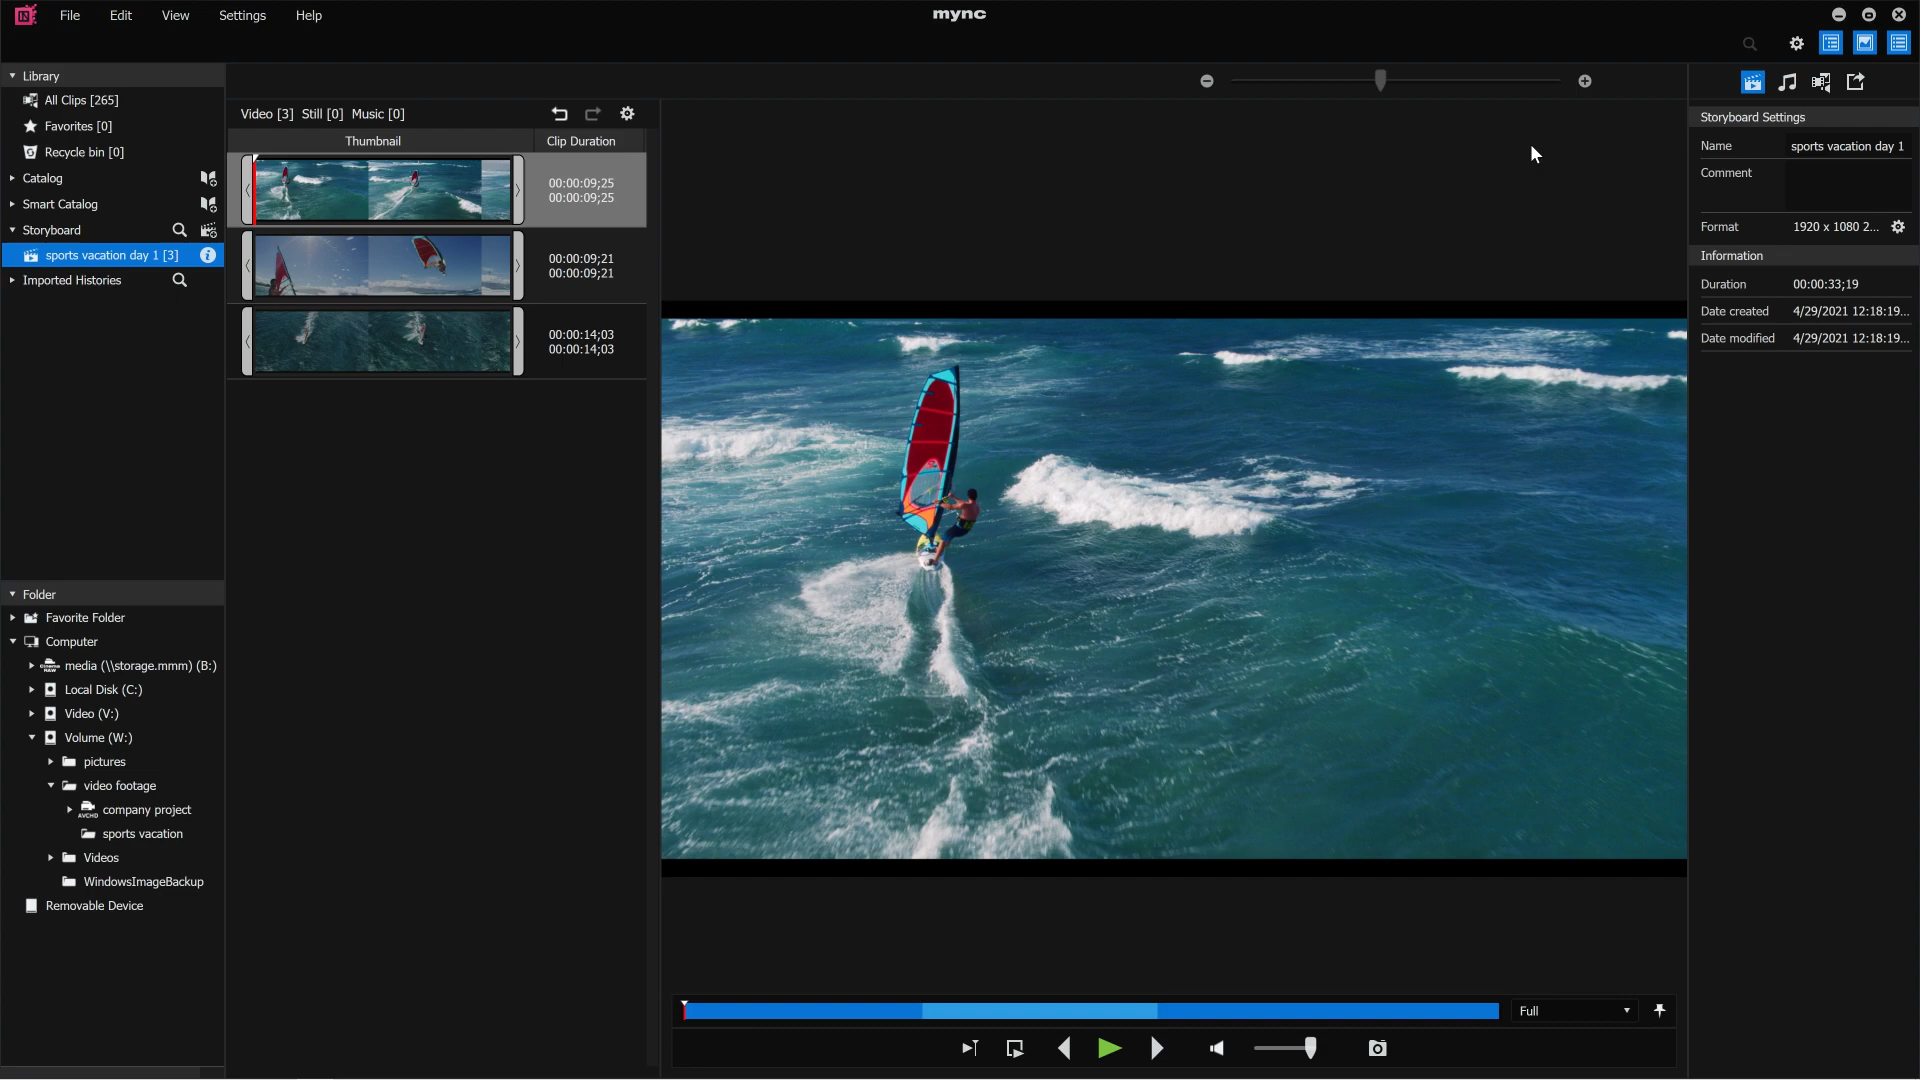 File Edit View Settings Help
mync
Library
All Clips [265]
Favorites [0]
Recycle bin [0]
Catalog
Smart Catalog
Storyboard
sports vacation day 1 [3]
Imported Histories
Folder
Favorite Folder
Computer
media (\\storage.mmm) (B:)
Local Disk (C:)
Video (V:)
Volume (W:)
pictures
video footage
AVCHD company project
sports vacation
Videos
WindowsImageBackup
Removable Device
Video [3] Still [0] Music [0]
Thumbnail Clip Duration
00:00:09;25
00:00:09;25
00:00:09;21
00:00:09;21
00:00:14;03
00:00:14;03
Full
Storyboard Settings
Name sports vacation day 1
Comment
Format 1920 x 1080 2...
Information
Duration 00:00:33;19
Date created 4/29/2021 12:18:19...
Date modified 4/29/2021 12:18:19...